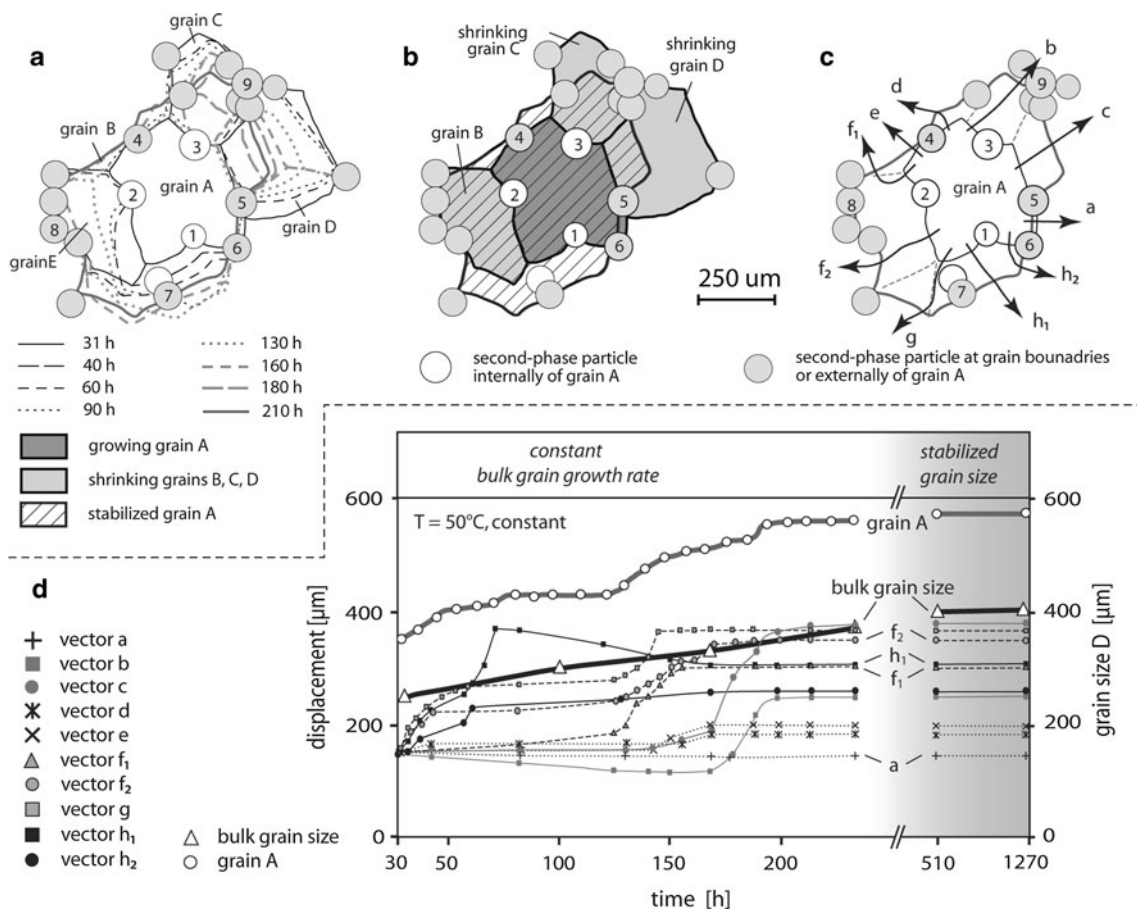 a
grain C
9
grain B
4
3
2
grain A
5
8
1
grainE
6
grain D
7
b
shrinking
grain C
shrinking
grain D
grain B
4
3
2
5
1
6
250 um
c
b
d
9
e
c
4
f1
3
grain A
2
8
5
a
1
6
f2
h2
7
h1
g
31 h
40 h
60 h
90 h
130 h
160 h
180 h
210 h
second-phase particle
internally of grain A
second-phase particle at grain bounadries
or externally of grain A
growing grain A
shrinking grains B, C, D
stabilized grain A
d
vector a
vector b
vector c
vector d
vector e
vector f1
vector f2
vector g
vector h1
vector h2
bulk grain size
grain A
constant
bulk grain growth rate
stabilized
grain size
T = 50°C, constant
grain A
bulk grain size
f2
h1
f1
a
displacement [µm]
600
400
200
0
grain size D [µm]
600
400
200
0
30
50
100
150
200
510
1270
time [h]